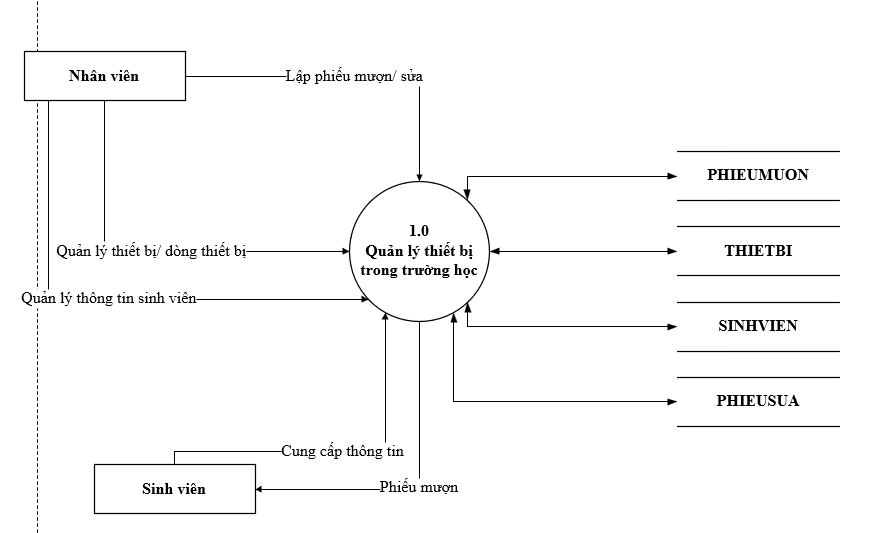 Nhân viên
Lập phiếu mượn/ sửa
PHIEUMUON
1.0
Quản lý thiết bị
trong trường học
Quản lý thiết bị/ dòng thiết bị
THIETBI
Quản lý thông tin sinh viên
SINHVIEN
PHIEUSUA
Cung cấp thông tin
Sinh viên
Phiếu mượn